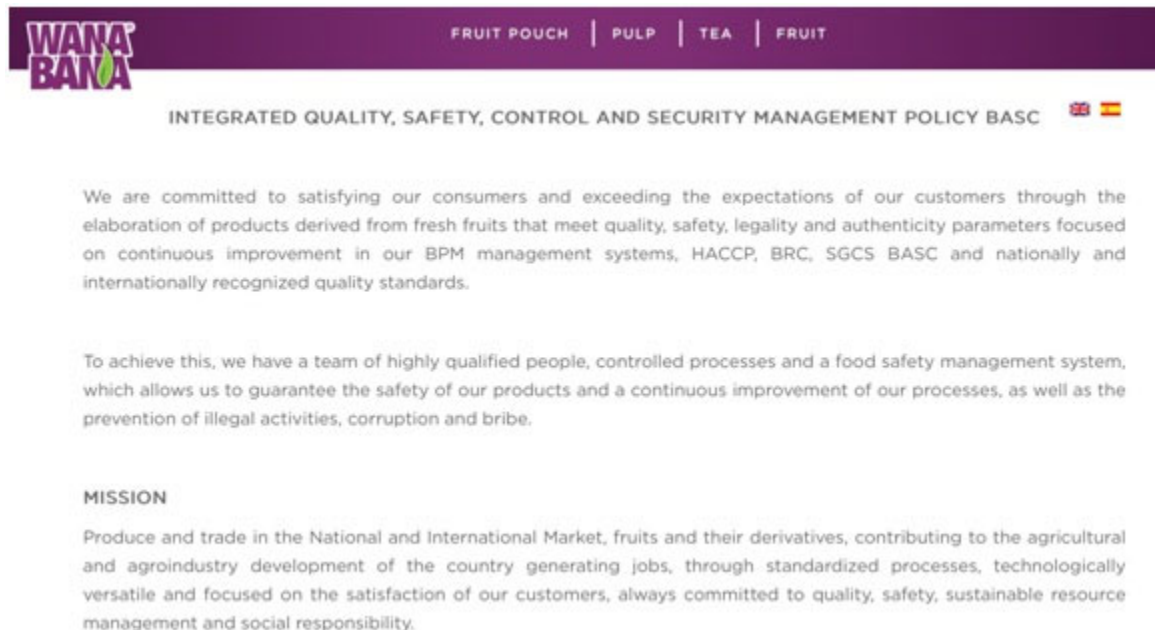 WANA
BANA
FRUIT POUCH | PULP | TEA | FRUIT
INTEGRATED QUALITY, SAFETY, CONTROL AND SECURITY MANAGEMENT POLICY BASC
We are committed to satisfying our consumers and exceeding the expectations of our customers through the
elaboration of products derived from fresh fruits that meet quality, safety, legality and authenticity parameters focused
on continuous improvement in our BPM management systems, HACCP, BRC, SGCS BASC and nationally and
internationally recognized quality standards.
To achieve this, we have a team of highly qualified people, controlled processes and a food safety management system,
which allows us to guarantee the safety of our products and a continuous improvement of our processes, as well as the
prevention of illegal activities, corruption and bribe.
MISSION
Produce and trade in the National and International Market, fruits and their derivatives, contributing to the agricultural
and agroindustry development of the country generating jobs, through standardized processes, technologically
versatile and focused on the satisfaction of our customers, always committed to quality, safety, sustainable resource
management and social responsibility.